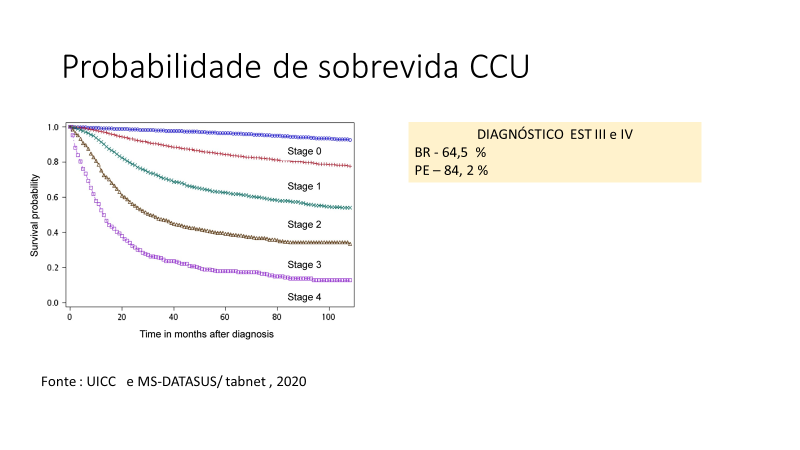 Probabilidade de sobrevida CCU
1.0
0.8
0.6
0.4
0.2
0.0
Survival probability
Stage 0
Stage 1
Stage 2
Stage 3
Stage 4
0 20 40 60 80 100
Time in months after diagnosis
DIAGNÓSTICO EST III e IV
BR - 64,5 %
PE – 84, 2 %
Fonte : UICC e MS-DATASUS/ tabnet , 2020